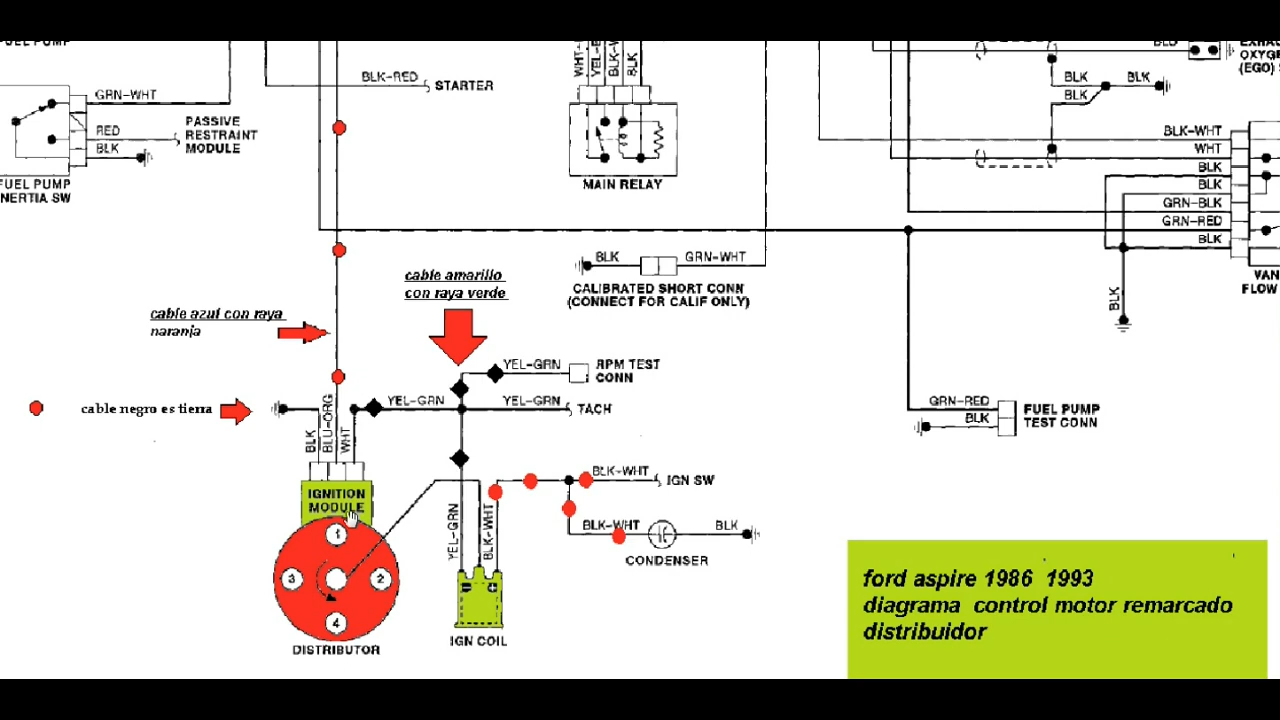 FUEL PUMP
GRN-WHT
RED
BLK
PASSIVE
RESTRAINT
MODULE
FUEL PUMP
INERTIA SW
BLK-RED
STARTER
BLK
MAIN RELAY
BLK
GRN-WHT
CALIBRATED SHORT CONN
(CONNECT FOR CALIF ONLY)
OXYGE
(EGO)
BLK
BLK
BLK
BLK-WHT
WHT
BLK
BLK
GRN-BLK
GRN-RED
BLK
VAN
FLOW
BLK
cable amarillo
con raya verde
cable azul con raya
naranja
cable negro es tierra
YEL-GRN
RPM TEST
CONN
YEL-GRN
YEL-GRN
TACH
BLK
BLU-ORG
WHT
IGNITION
MODULE
1
3
2
4
DISTRIBUTOR
YEL-GRN
BLK-WHT
IGN COIL
BLK-WHT
IGN SW
BLK-WHT
BLK
CONDENSER
GRN-RED
BLK
FUEL PUMP
TEST CONN
ford aspire 1986 1993
diagrama control motor remarcado
distribuidor